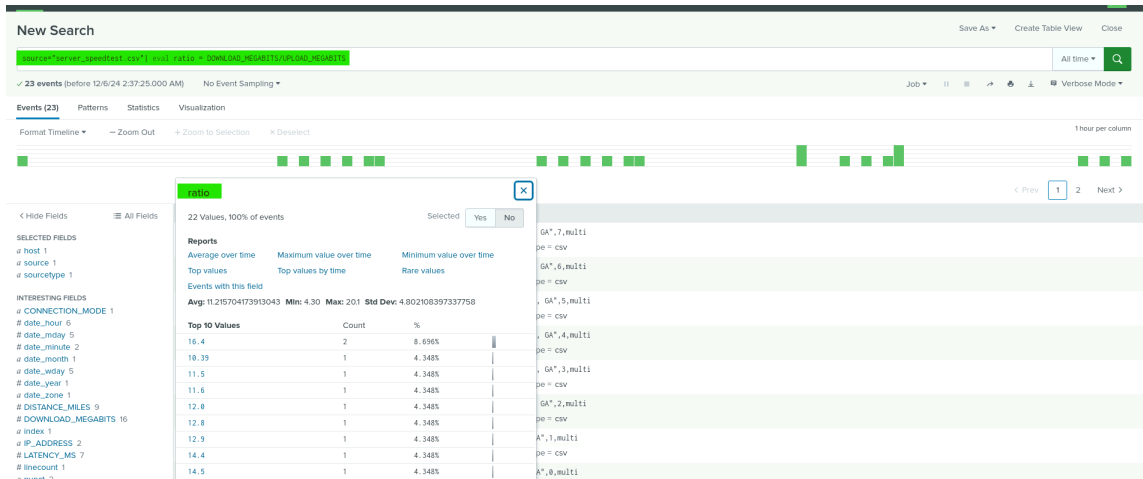 New Search
Save As ▾ Create Table View Close
source="server_speedtest.csv"| eval ratio = DOWNLOAD_MEGABITS/UPLOAD_MEGABITS
All time ▾
✓ 23 events (before 12/6/24 2:37:25.000 AM) No Event Sampling ▾
Job ▾ Verbose Mode ▾
Events (23) Patterns Statistics Visualization
Format Timeline ▾ — Zoom Out + Zoom to Selection × Deselect
1 hour per column
ratio
< Prev 1 2 Next >
< Hide Fields All Fields
22 Values, 100% of events Selected Yes No
SELECTED FIELDS
a host 1
a source 1
a sourcetype 1
INTERESTING FIELDS
a CONNECTION_MODE 1
# date_hour 6
# date_mday 5
# date_minute 2
a date_month 1
a date_wday 5
# date_year 1
a date_zone 1
# DISTANCE_MILES 9
# DOWNLOAD_MEGABITS 16
a index 1
a IP_ADDRESS 2
# LATENCY_MS 7
# linecount 1
Reports
Average over time Maximum value over time Minimum value over time
Top values Top values by time Rare values
Events with this field
Avg: 11.215704173913043 Min: 4.30 Max: 20.1 Std Dev: 4.802108397337758
Top 10 Values Count %
16.4 2 8.696%
10.39 1 4.348%
11.5 1 4.348%
11.6 1 4.348%
12.0 1 4.348%
12.8 1 4.348%
12.9 1 4.348%
14.4 1 4.348%
14.5 1 4.348%
GA",7,multi
pe = csv
GA",6,multi
pe = csv
, GA",5,multi
pe = csv
, GA",4,multi
pe = csv
, GA",3,multi
pe = csv
GA",2,multi
pe = csv
A",1,multi
pe = csv
A",0,multi